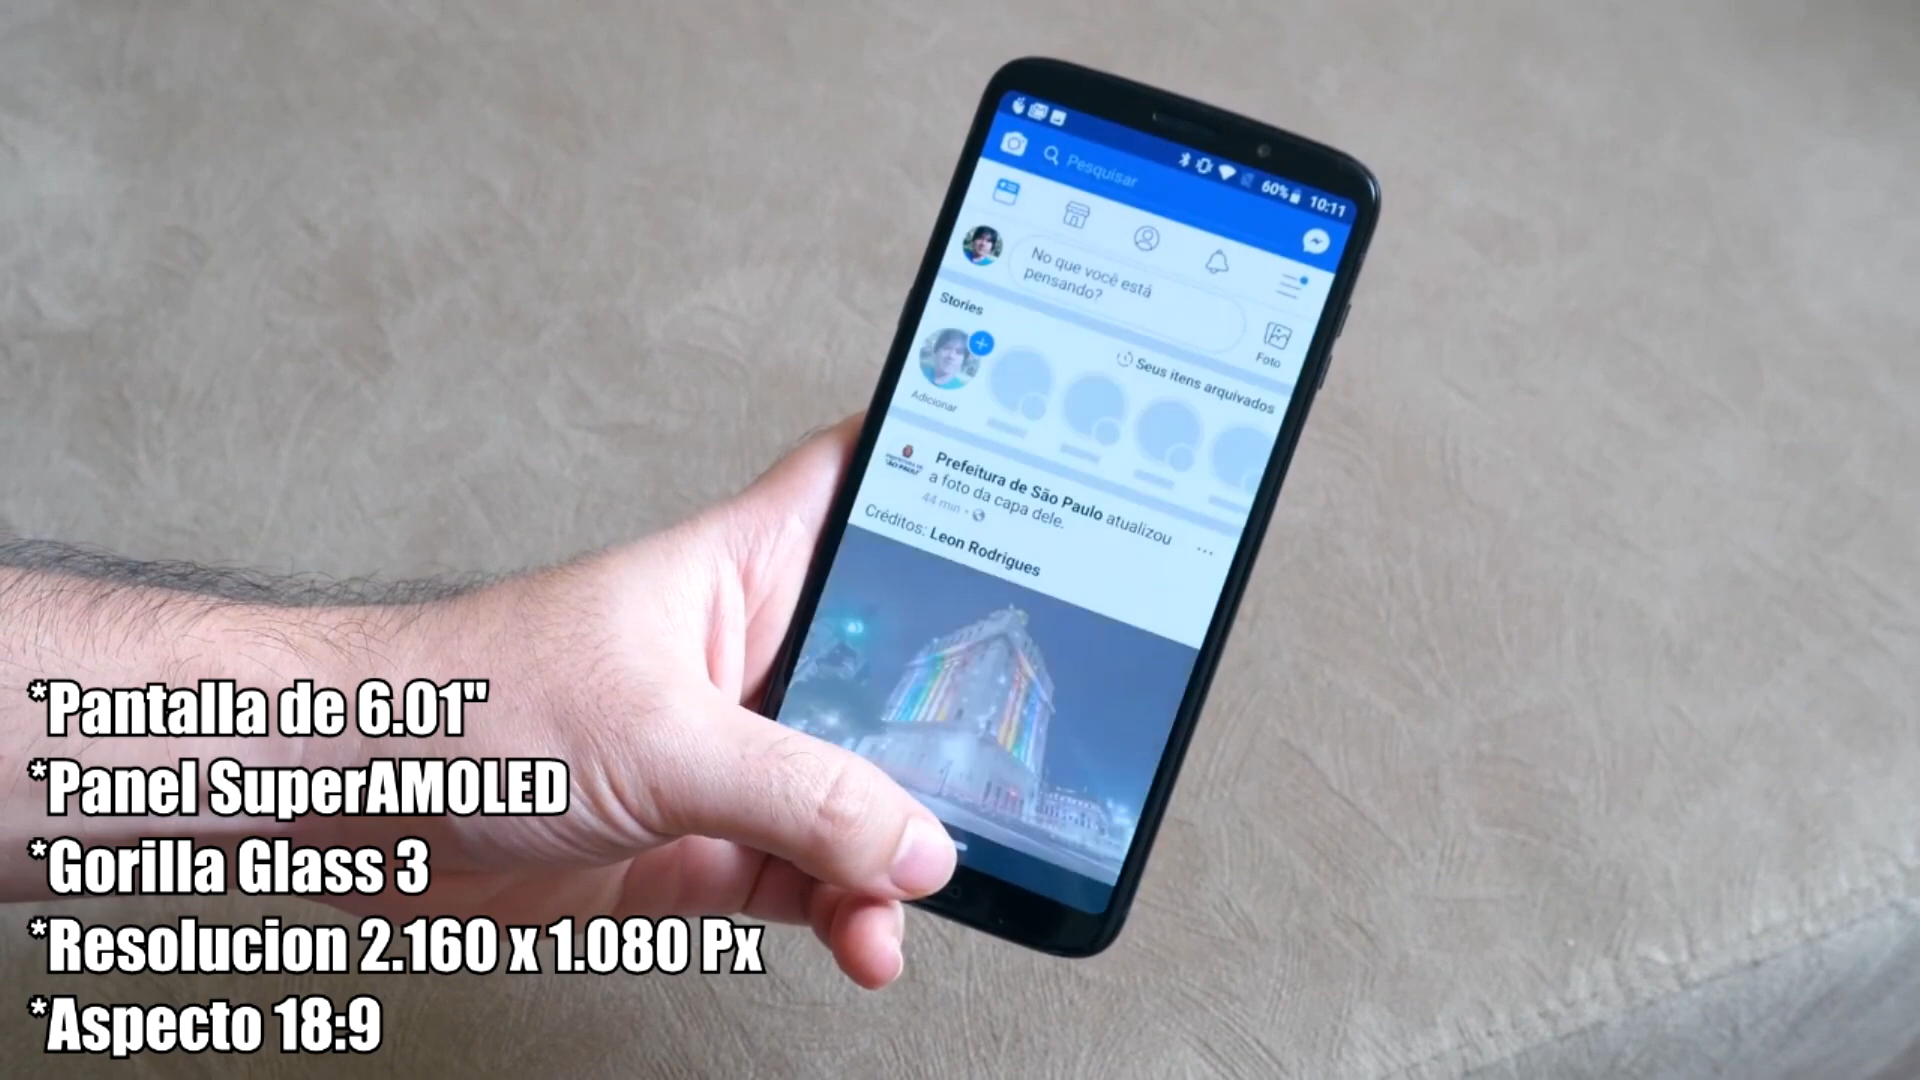 60% 10:11
Pesquisar
No que você está
pensando?
Foto
Stories
Seus itens arquivados
Adicionar
Prefeitura de São Paulo atualizou
a foto da capa dele.
44 min
Créditos: Leon Rodrigues
*Pantalla de 6.01"
*Panel SuperAMOLED
*Gorilla Glass 3
*Resolucion 2.160 x 1.080 Px
*Aspecto 18:9